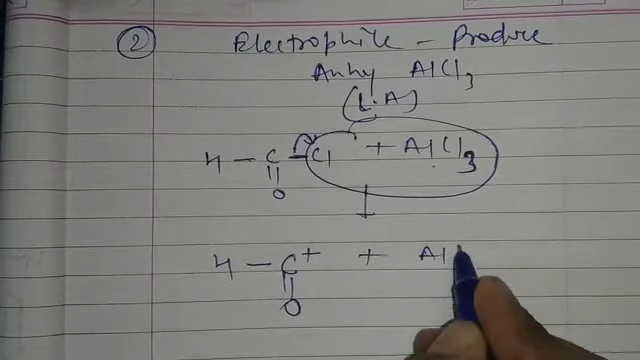 ② Electrophile - Produce
Anhy AlCl3
(L.A)
H - C - Cl + AlCl3
||
O
H - C+ + Al
||
O